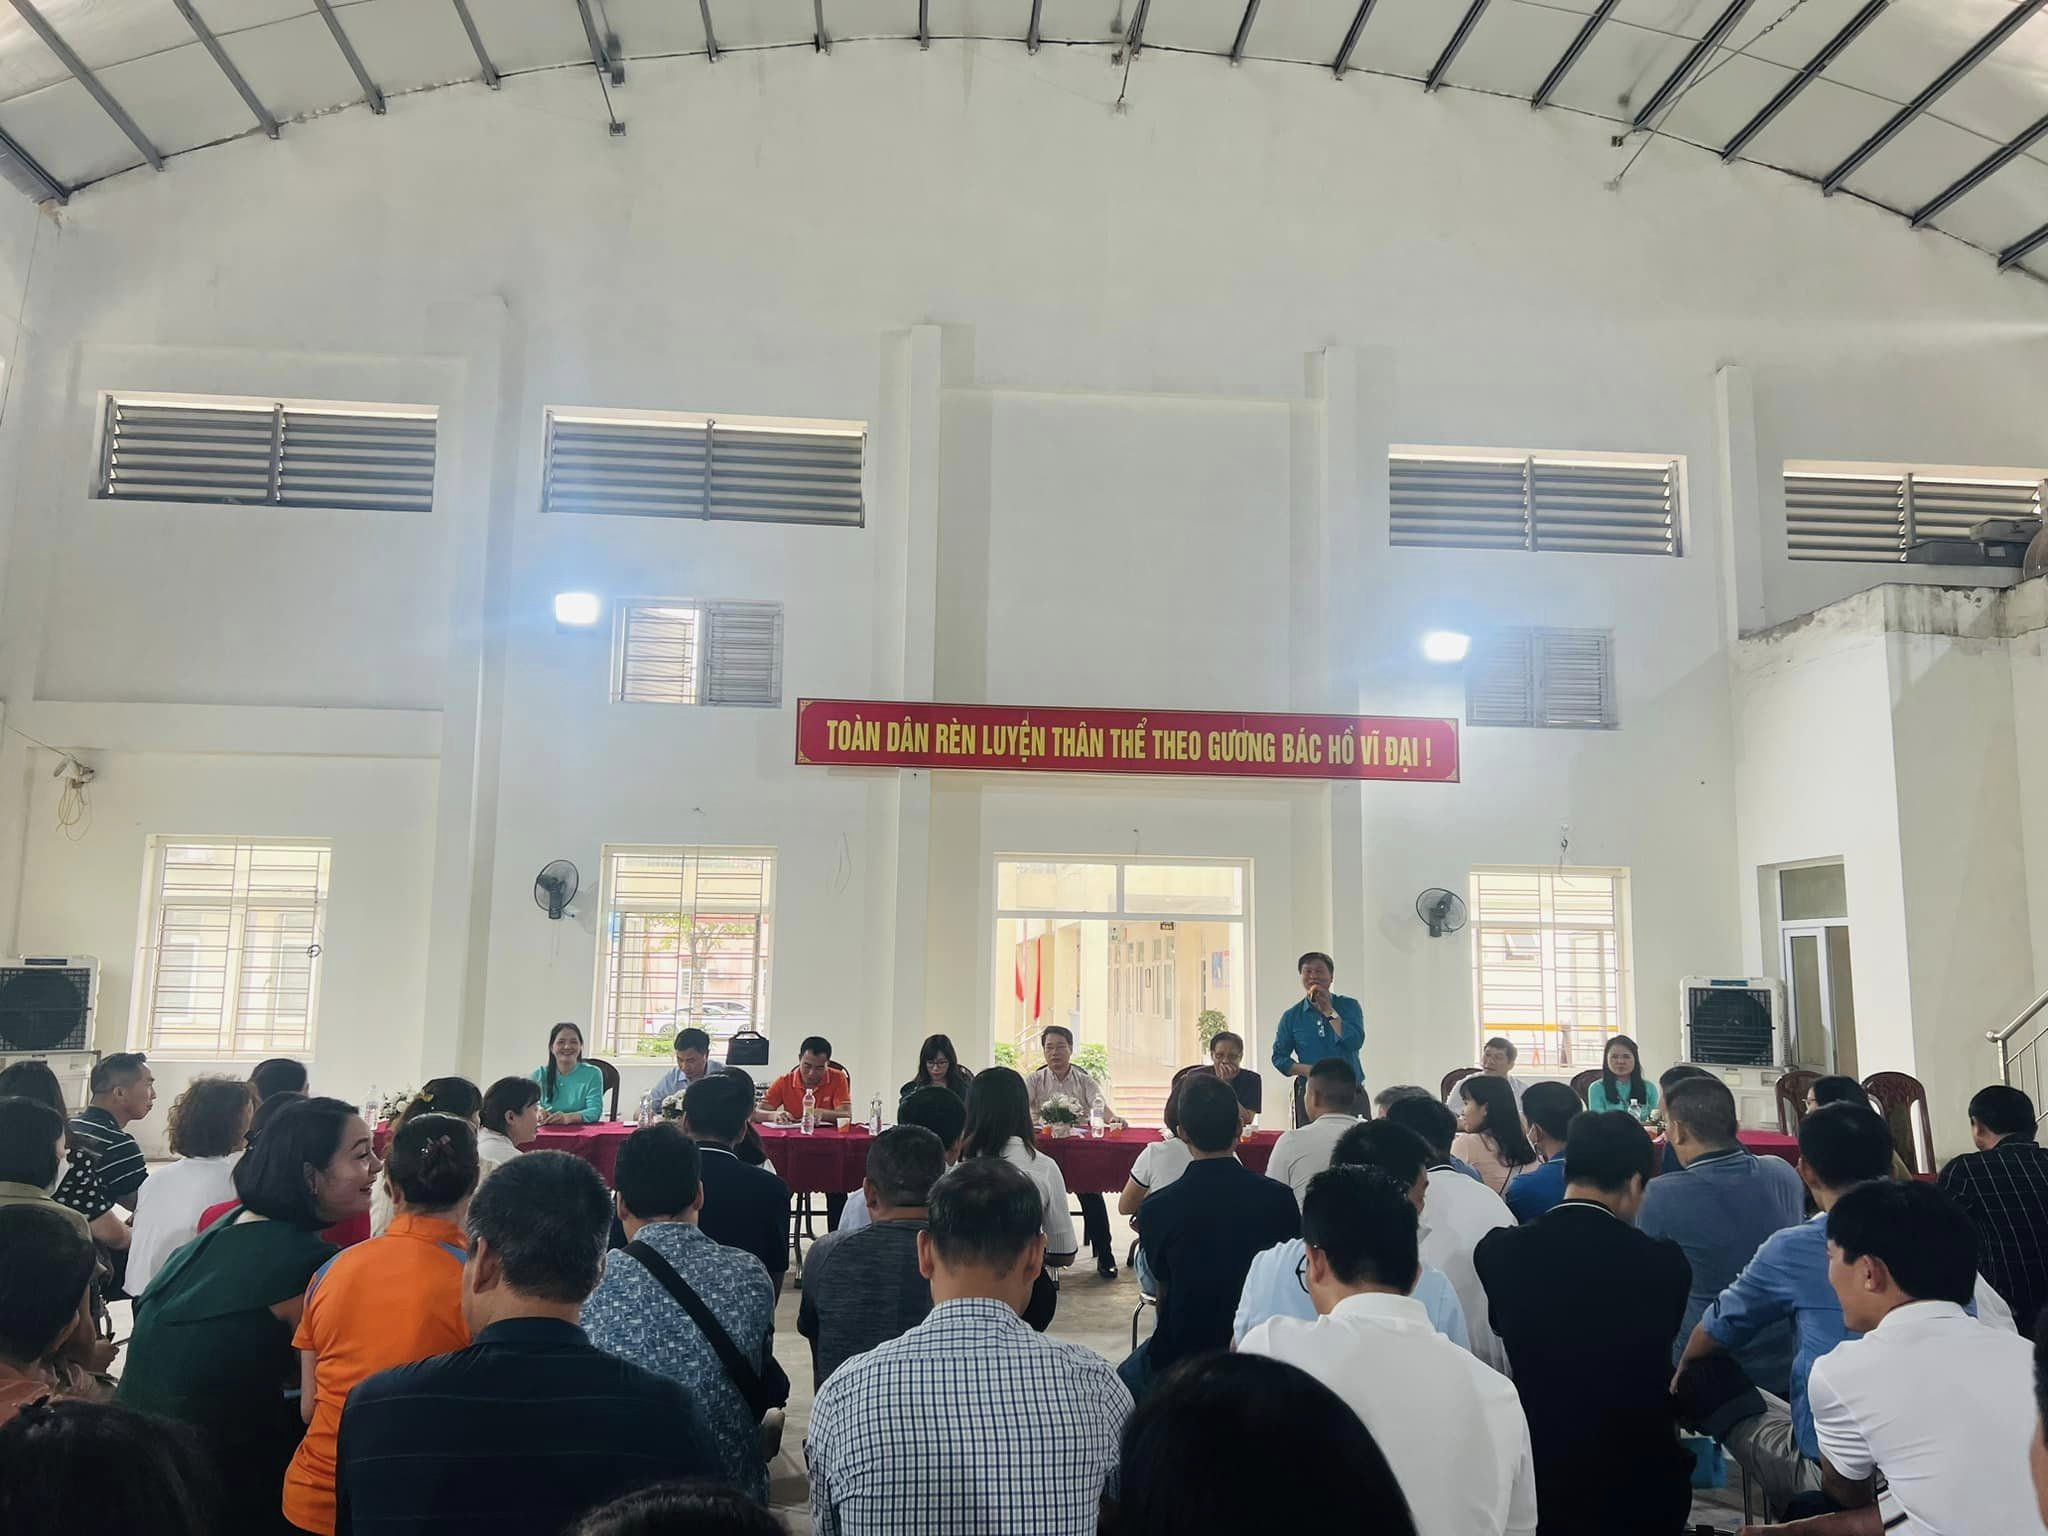 TOÀN DÂN RÈN LUYỆN THÂN THỂ THEO GƯƠNG BÁC HỒ VĨ ĐẠI !